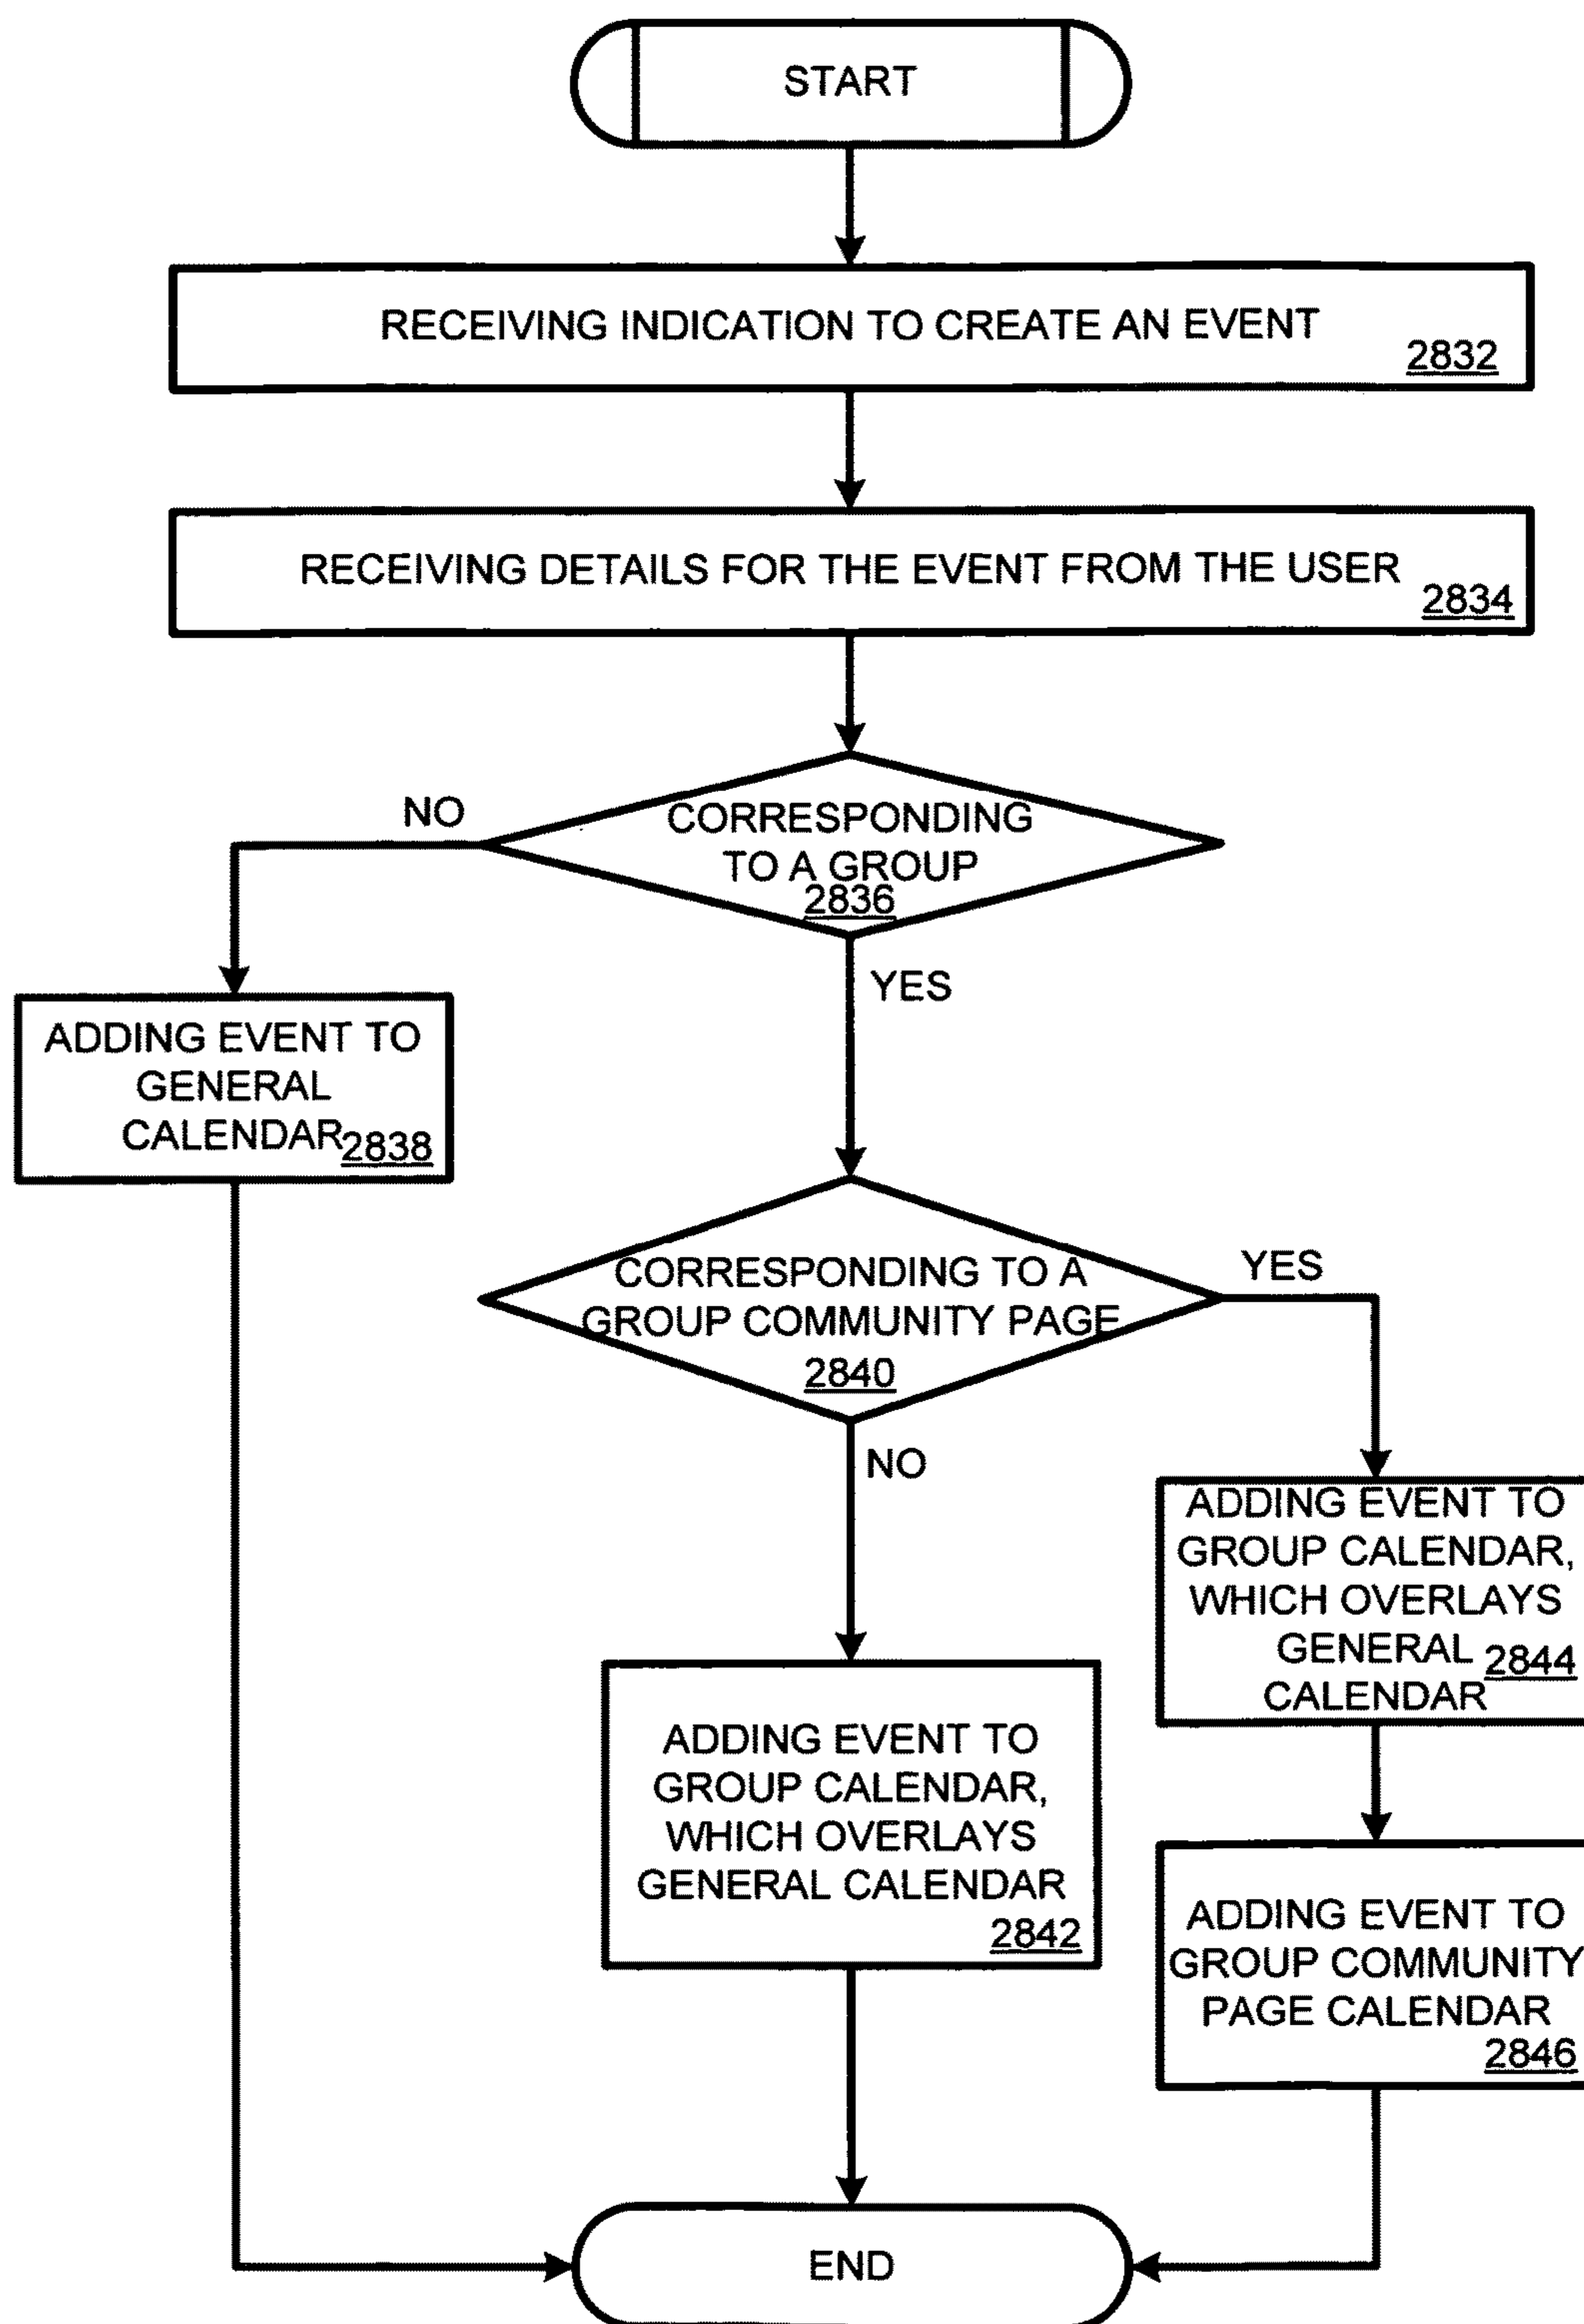 START
RECEIVING INDICATION TO CREATE AN EVENT
2832
RECEIVING DETAILS FOR THE EVENT FROM THE USER
2834
NO
CORRESPONDING
TO A GROUP
2836
YES
ADDING EVENT TO
GENERAL
CALENDAR
2838
CORRESPONDING TO A
GROUP COMMUNITY PAGE
2840
YES
NO
ADDING EVENT TO
GROUP CALENDAR,
WHICH OVERLAYS
GENERAL
CALENDAR
2844
ADDING EVENT TO
GROUP CALENDAR,
WHICH OVERLAYS
GENERAL CALENDAR
2842
ADDING EVENT TO
GROUP COMMUNITY
PAGE CALENDAR
2846
END